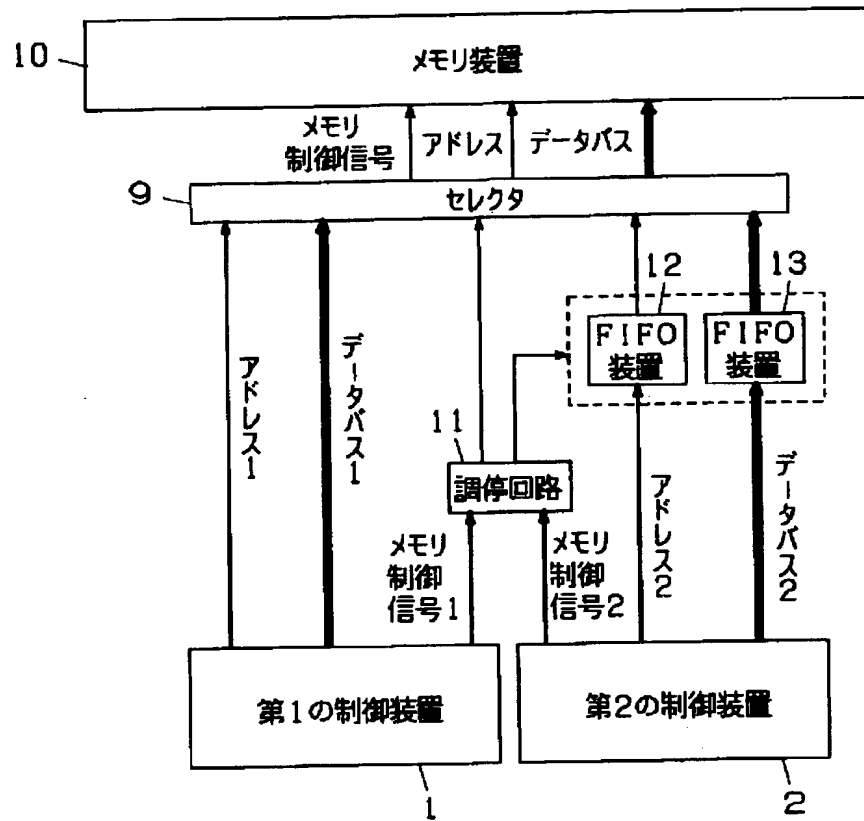 10
メモリ装置
メモリ
制御信号
アドレス
データバス
9
セレクタ
12
13
FIFO
装置
FIFO
装置
アドレス1
データバス1
11
調停回路
アドレス2
データバス2
メモリ
制御
信号1
メモリ
制御
信号2
第1の制御装置
第2の制御装置
1
2